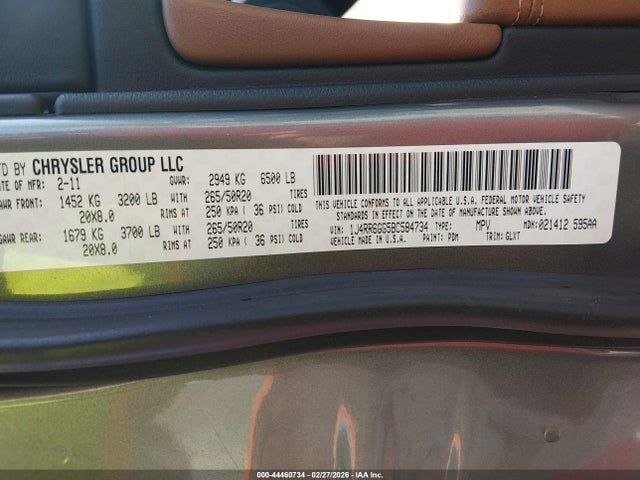 MFD BY CHRYSLER GROUP LLC
DATE OF MFR: 2-11 GVWR: 2949 KG 6500 LB
GAWR FRONT: 1452 KG 3200 LB WITH 265/50R20 TIRES
20X8.0 RIMS AT 250 KPA ( 36 PSI) COLD
GAWR REAR: 1679 KG 3700 LB WITH 265/50R20 TIRES
20X8.0 RIMS AT 250 KPA ( 36 PSI) COLD
THIS VEHICLE CONFORMS TO ALL APPLICABLE U.S.A. FEDERAL MOTOR VEHICLE SAFETY
STANDARDS IN EFFECT ON THE DATE OF MANUFACTURE SHOWN ABOVE.
VIN: 1J4RR6GG5BC584734 TYPE: MPV MDH: 021412 595AA
VEHICLE MADE IN U.S.A. PAINT: PDM TRIM: GLXT
000-44460734 - 02/27/2026 - IAA Inc.